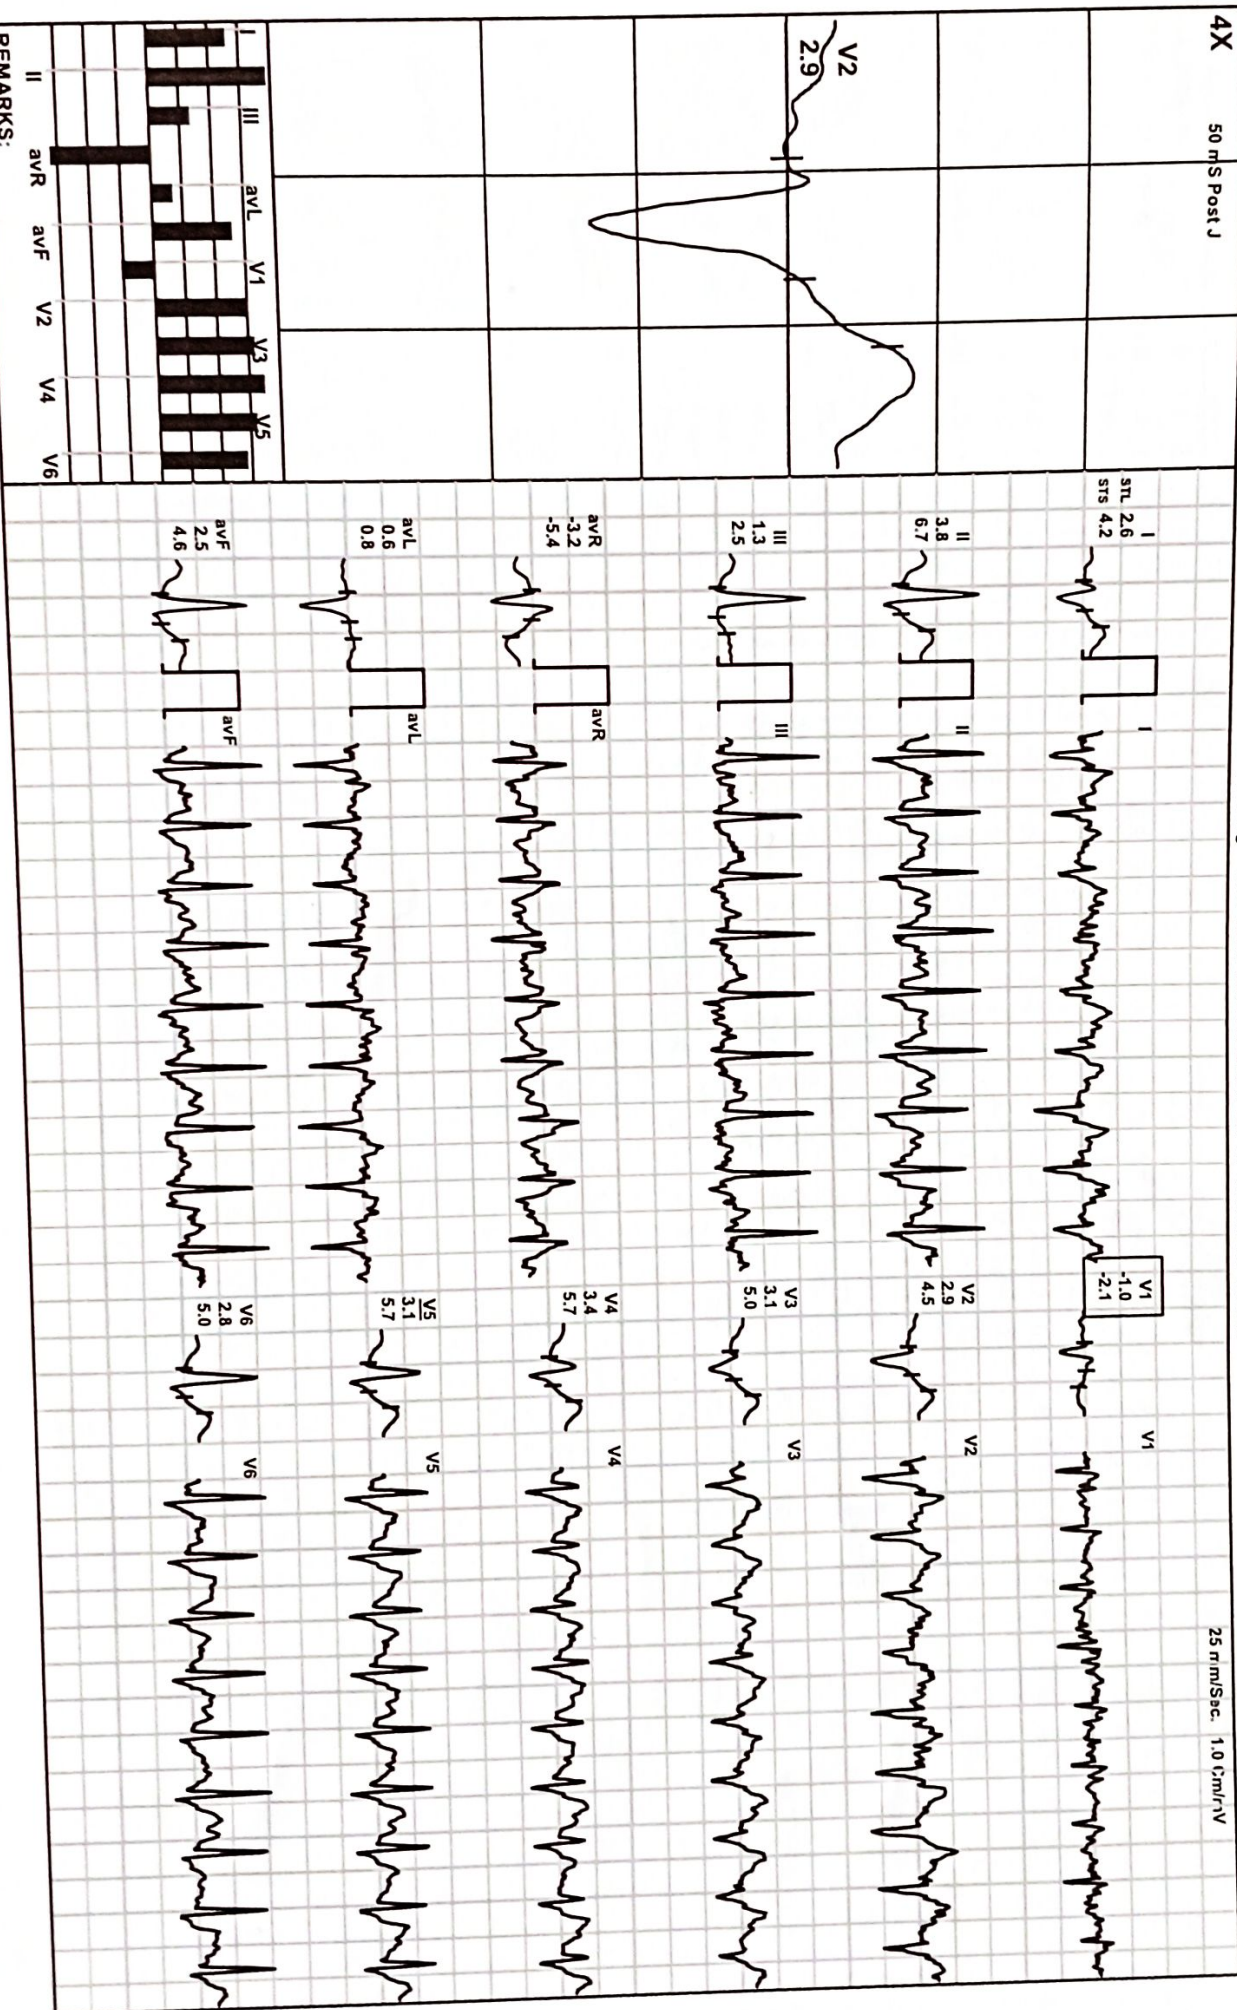 4X 50 mS Post J 25 mm/Sec. 1.0 Cm/mV
V2
2.9
I
STL 2.6
STS 4.2
I
V1
-1.0
-2.1
V1
II
3.8
6.7
II
V2
2.9
4.5
V2
III
1.3
2.5
III
V3
3.1
5.0
V3
avR
-3.2
-5.4
avR
V4
3.4
5.7
V4
avL
0.6
0.8
avL
V5
3.1
5.7
V5
avF
2.5
4.6
avF
V6
2.8
5.0
V6
I III avL V1 V3 V5
II avR avF V2 V4 V6
REMARKS: